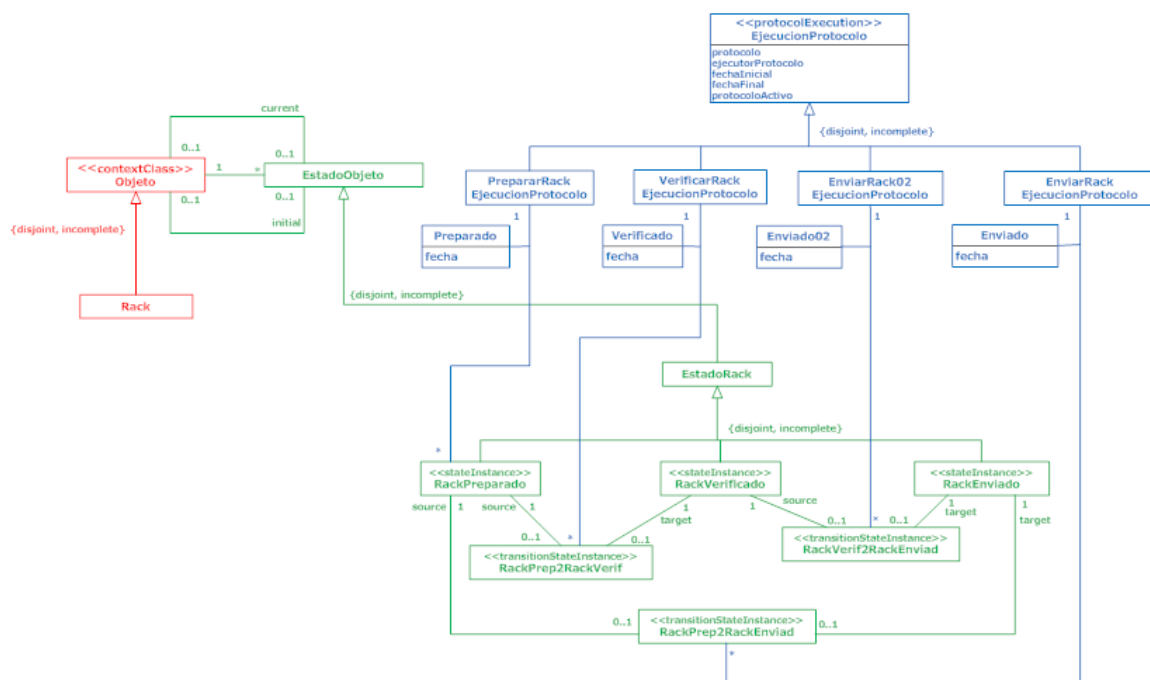 <<protocolExecution>>
EjecucionProtocolo
protocolo
ejecutorProtocolo
fechaInicial
fechaFinal
protocoloActivo
{disjoint, incomplete}
current
0..1
0..1
<<contextClass>>
Objeto
1
*
EstadoObjeto
0..1
0..1
initial
{disjoint, incomplete}
Rack
PrepararRack
EjecucionProtocolo
1
VerificarRack
EjecucionProtocolo
1
EnviarRack02
EjecucionProtocolo
1
EnviarRack
EjecucionProtocolo
1
Preparado
fecha
Verificado
fecha
Enviado02
fecha
Enviado
fecha
{disjoint, incomplete}
EstadoRack
{disjoint, incomplete}
*
<<stateInstance>>
RackPreparado
<<stateInstance>>
RackVerificado
<<stateInstance>>
RackEnviado
source
1
source
1
1
target
1
source
1
target
1
target
0..1
0..1
0..1
0..1
*
*
<<transitionStateInstance>>
RackPrep2RackVerif
<<transitionStateInstance>>
RackVerif2RackEnviad
0..1
<<transitionStateInstance>>
RackPrep2RackEnviad
0..1
*